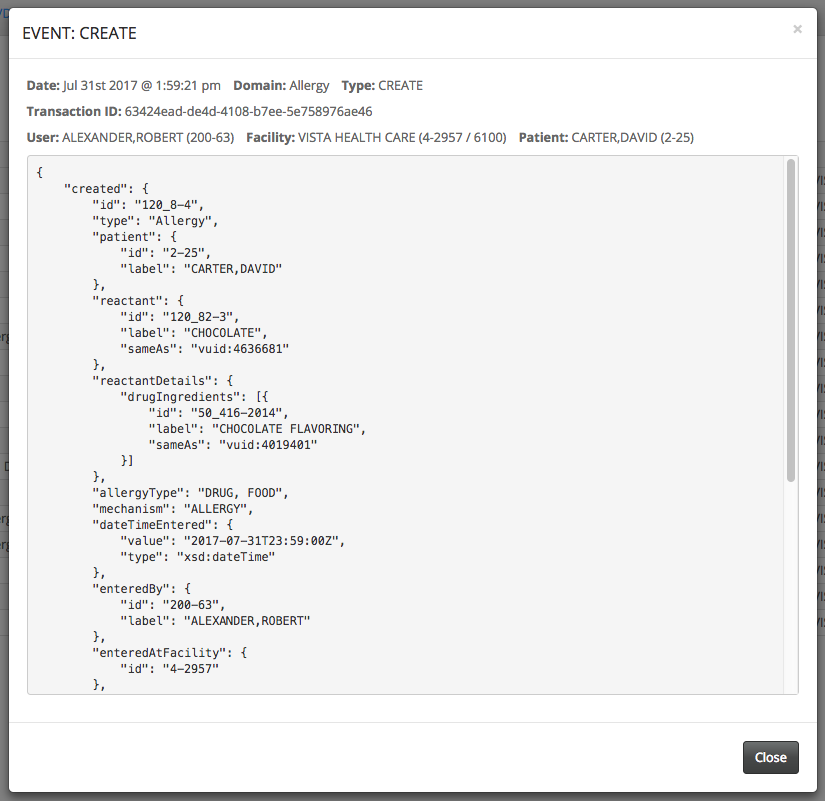 EVENT: CREATE ×
Date: Jul 31st 2017 @ 1:59:21 pm Domain: Allergy Type: CREATE
Transaction ID: 63424ead-de4d-4108-b7ee-5e758976ae46
User: ALEXANDER,ROBERT (200-63) Facility: VISTA HEALTH CARE (4-2957 / 6100) Patient: CARTER,DAVID (2-25)
{
    "created": {
        "id": "120_8-4",
        "type": "Allergy",
        "patient": {
            "id": "2-25",
            "label": "CARTER,DAVID"
        },
        "reactant": {
            "id": "120_82-3",
            "label": "CHOCOLATE",
            "sameAs": "vuid:4636681"
        },
        "reactantDetails": {
            "drugIngredients": [{
                "id": "50_416-2014",
                "label": "CHOCOLATE FLAVORING",
                "sameAs": "vuid:4019401"
            }]
        },
        "allergyType": "DRUG, FOOD",
        "mechanism": "ALLERGY",
        "dateTimeEntered": {
            "value": "2017-07-31T23:59:00Z",
            "type": "xsd:dateTime"
        },
        "enteredBy": {
            "id": "200-63",
            "label": "ALEXANDER,ROBERT"
        },
        "enteredAtFacility": {
            "id": "4-2957"
        },
Close